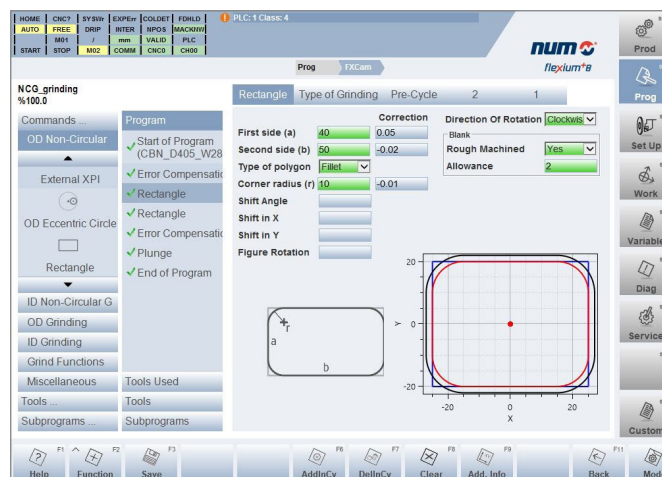 HOME CNC? SYSWr EXPErr COLDET FDHLD PLC: 1 Class: 4
AUTO FREE DRIP INTER NPOS MACKHW
M01 / mm VALID PLC
START STOP M02 COMM CNC0 CH00
num
flexium+B
Prog FXCam
NCG_grinding
%100.0
Commands ...
OD Non-Circular
External XPI
OD Eccentric Circle
Rectangle
ID Non-Circular G
OD Grinding
ID Grinding
Grind Functions
Miscellaneous
Tools ...
Subprograms ...
Program
Start of Program
(CBN_D405_W28
Error Compensatic
Rectangle
Rectangle
Error Compensatic
Plunge
End of Program
Tools Used
Tools
Subprograms
Rectangle Type of Grinding Pre-Cycle 2 1
Correction
First side (a) 40 0.05
Second side (b) 50 -0.02
Type of polygon Fillet
Corner radius (r) 10 -0.01
Shift Angle
Shift in X
Shift in Y
Figure Rotation
Direction Of Rotation Clockwis
Blank
Rough Machined Yes
Allowance 2
r
a
b
20
Y 0
-20
-20 0 20
X
Prod
Prog
Set Up
Work
Variable
Diag
Service
Custom
F1 F2 F3 F6 F7 F8 F9 F11
Help Function Save AddInCy DelInCy Clear Add. Info Back Mod